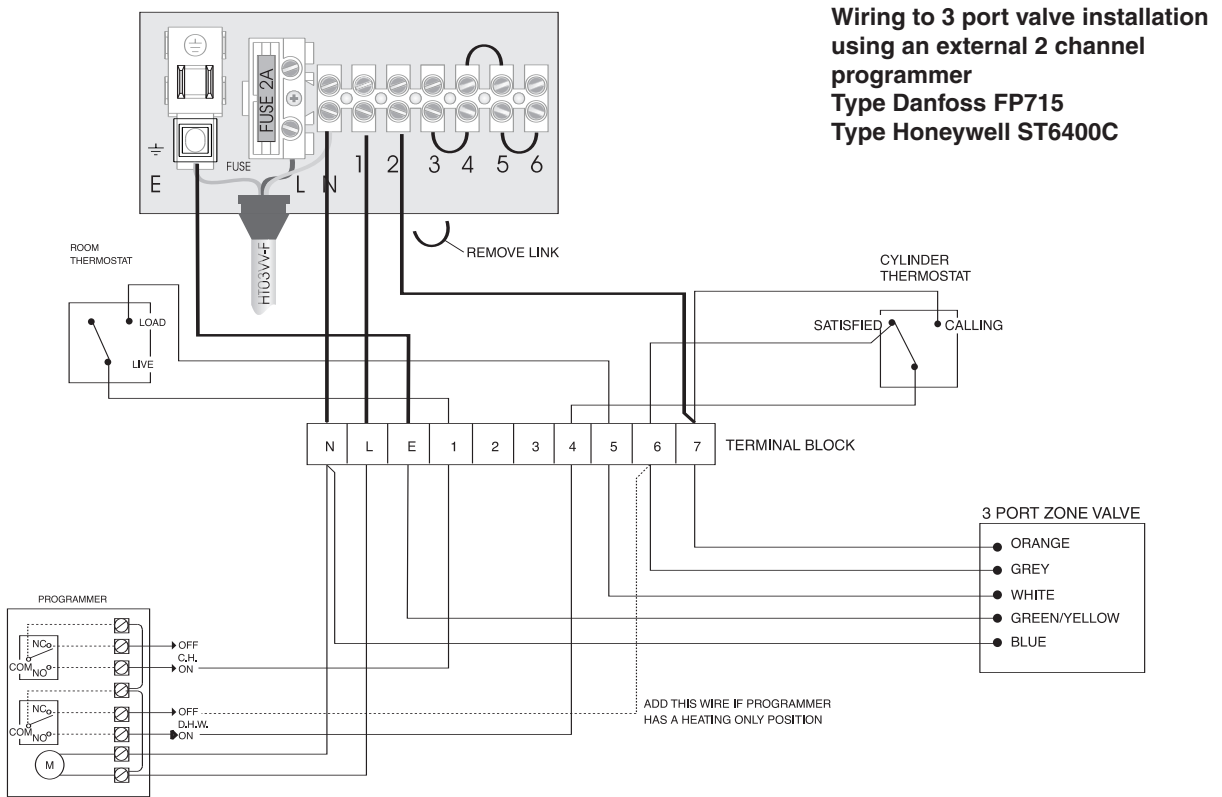 Wiring to 3 port valve installation
using an external 2 channel
programmer
Type Danfoss FP715
Type Honeywell ST6400C
FUSE 2A
E
FUSE
L
N
1
2
3
4
5
6
HT03VV-F
REMOVE LINK
ROOM
THERMOSTAT
LOAD
LIVE
CYLINDER
THERMOSTAT
SATISFIED
CALLING
N L E 1 2 3 4 5 6 7
TERMINAL BLOCK
3 PORT ZONE VALVE
ORANGE
GREY
WHITE
GREEN/YELLOW
BLUE
PROGRAMMER
NC
COM
NO
OFF
C.H.
ON
NC
COM
NO
OFF
D.H.W.
ON
M
ADD THIS WIRE IF PROGRAMMER
HAS A HEATING ONLY POSITION